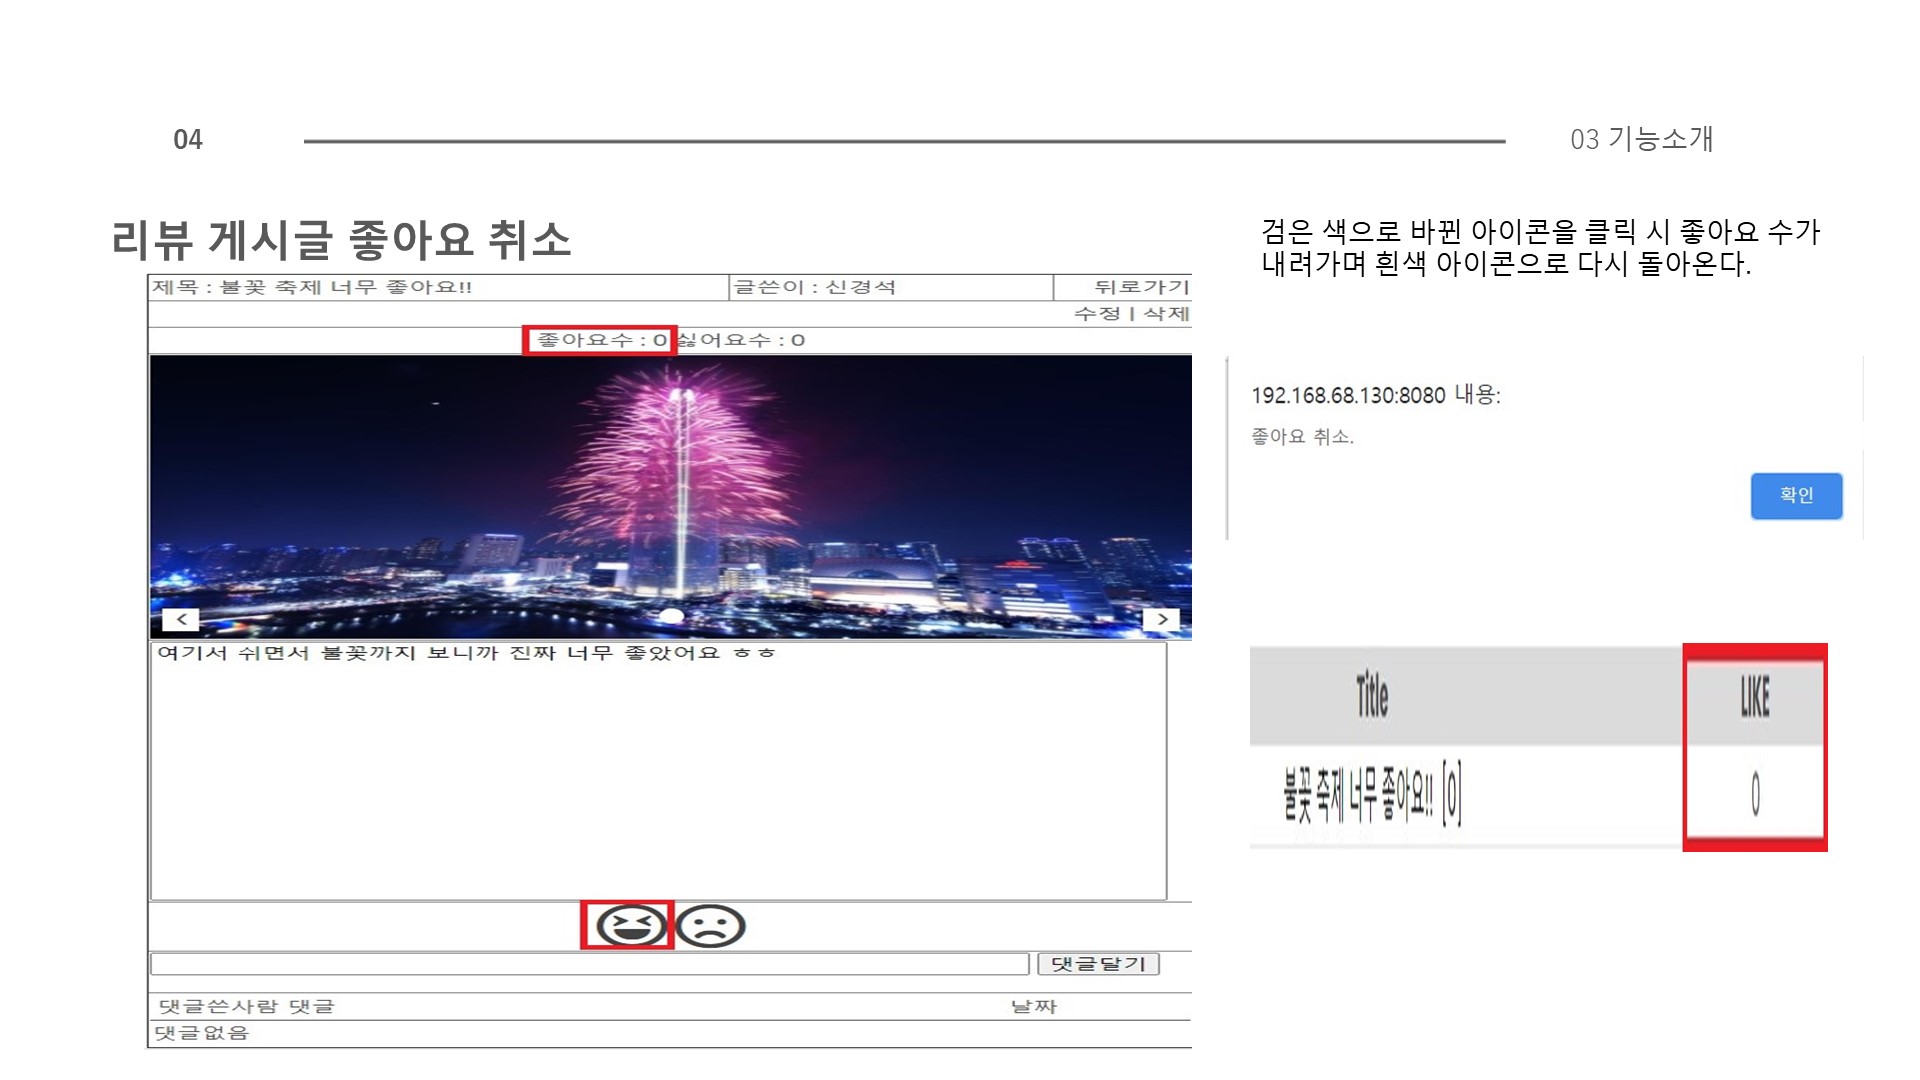 04
03 기능소개
리뷰 게시글 좋아요 취소
검은 색으로 바뀐 아이콘을 클릭 시 좋아요 수가
내려가며 흰색 아이콘으로 다시 돌아온다.
제목 : 불꽃 축제 너무 좋아요!! 글쓴이 : 신경석 뒤로가기
수정 | 삭제
좋아요수 : 0 싫어요수 : 0
<
>
여기서 쉬면서 불꽃까지 보니까 진짜 너무 좋았어요 ㅎㅎ
댓글달기
댓글쓴사람 댓글 날짜
댓글없음
192.168.68.130:8080 내용:
좋아요 취소.
확인
Title LIKE
불꽃 축제 너무 좋아요!! [0] 0